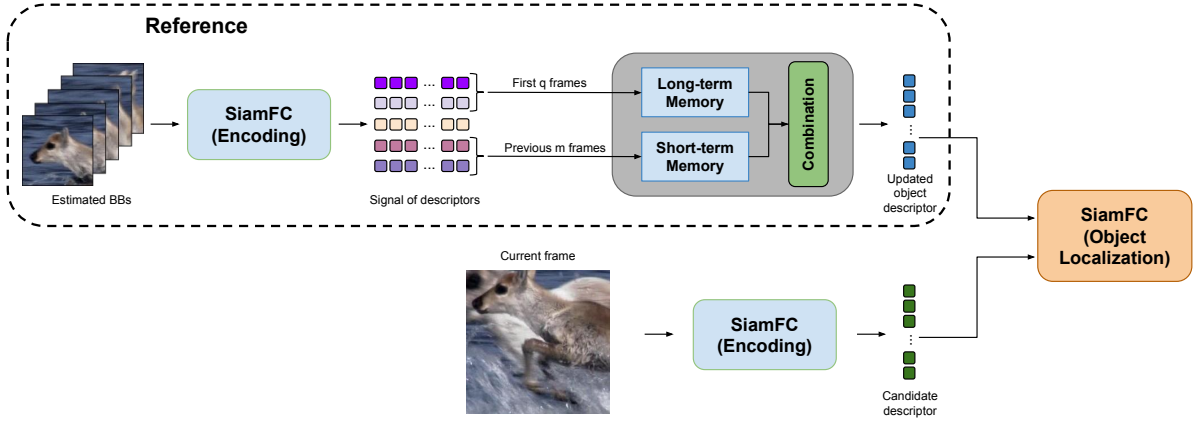 Reference
Estimated BBs
SiamFC
(Encoding)
... 
...
...
...
...
Signal of descriptors
First q frames
Previous m frames
Long-term
Memory
Short-term
Memory
Combination
...
Updated
object
descriptor
SiamFC
(Object
Localization)
Current frame
SiamFC
(Encoding)
...
Candidate
descriptor